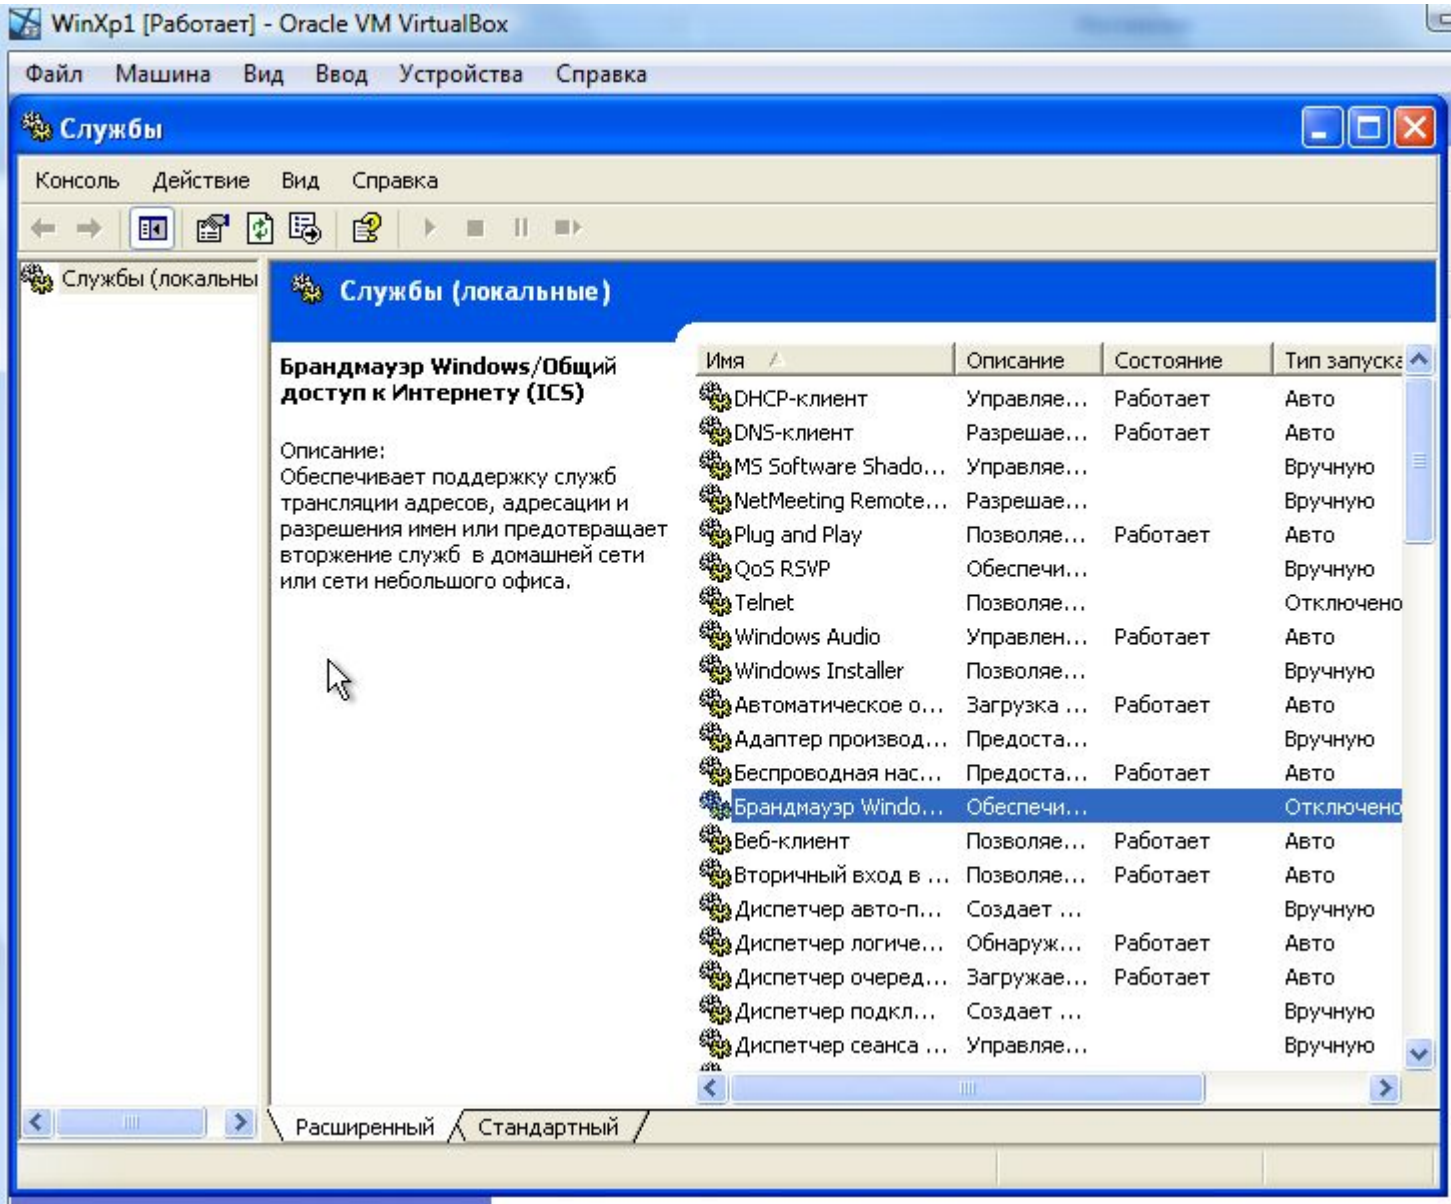 WinXp1 [Работает] - Oracle VM VirtualBox
Файл Машина Вид Ввод Устройства Справка
Службы
Консоль Действие Вид Справка
Службы (локальны
Службы (локальные)
Брандмауэр Windows/Общий
доступ к Интернету (ICS)
Описание:
Обеспечивает поддержку служб
трансляции адресов, адресации и
разрешения имен или предотвращает
вторжение служб в домашней сети
или сети небольшого офиса.
Имя Описание Состояние Тип запуска
DHCP-клиент Управляе... Работает Авто
DNS-клиент Разрешае... Работает Авто
MS Software Shado... Управляе... Вручную
NetMeeting Remote... Разрешае... Вручную
Plug and Play Позволяе... Работает Авто
QoS RSVP Обеспечи... Вручную
Telnet Позволяе... Отключено
Windows Audio Управлен... Работает Авто
Windows Installer Позволяе... Вручную
Автоматическое о... Загрузка ... Работает Авто
Адаптер производ... Предоста... Вручную
Беспроводная нас... Предоста... Работает Авто
Брандмауэр Windo... Обеспечи... Отключено
Веб-клиент Позволяе... Работает Авто
Вторичный вход в ... Позволяе... Работает Авто
Диспетчер авто-п... Создает ... Вручную
Диспетчер логиче... Обнаруж... Работает Авто
Диспетчер очеред... Загружае... Работает Авто
Диспетчер подкл... Создает ... Вручную
Диспетчер сеанса ... Управляе... Вручную
Расширенный Стандартный